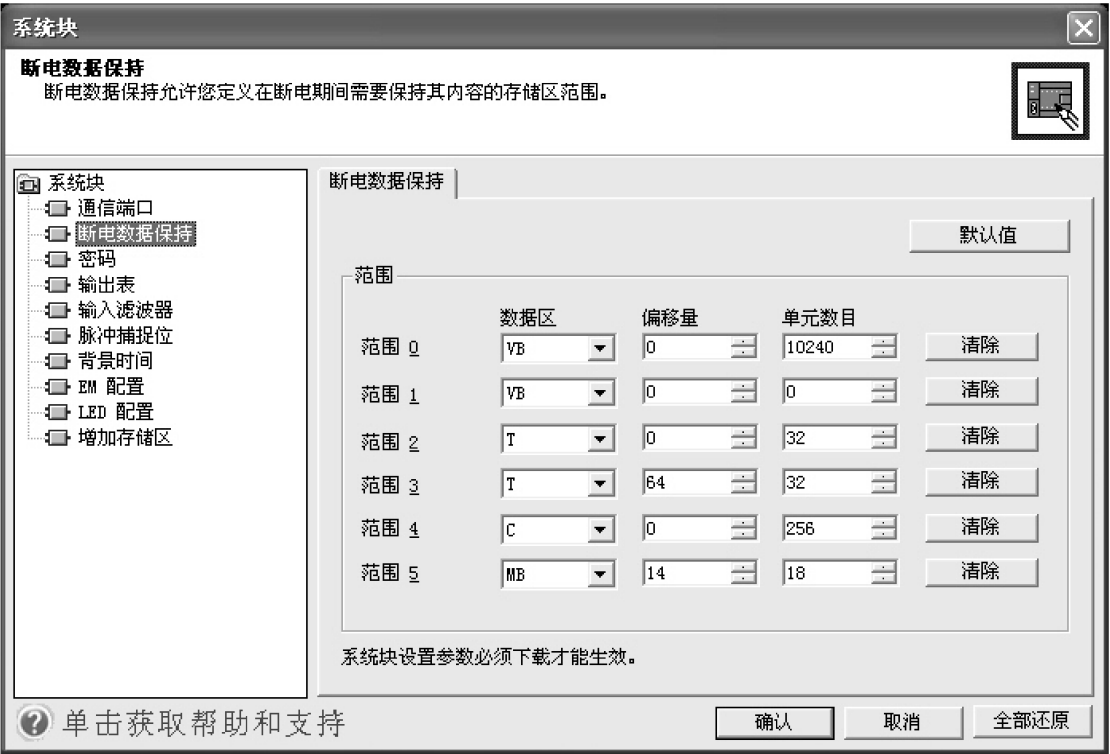 系统块
断电数据保持
断电数据保持允许您定义在断电期间需要保持其内容的存储区范围。
系统块
通信端口
断电数据保持
密码
输出表
输入滤波器
脉冲捕捉位
背景时间
EM 配置
LED 配置
增加存储区
断电数据保持
默认值
范围
数据区 偏移量 单元数目
范围 0 VB 0 10240 清除
范围 1 VB 0 0 清除
范围 2 T 0 32 清除
范围 3 T 64 32 清除
范围 4 C 0 256 清除
范围 5 MB 14 18 清除
系统块设置参数必须下载才能生效。
单击获取帮助和支持
确认 取消 全部还原